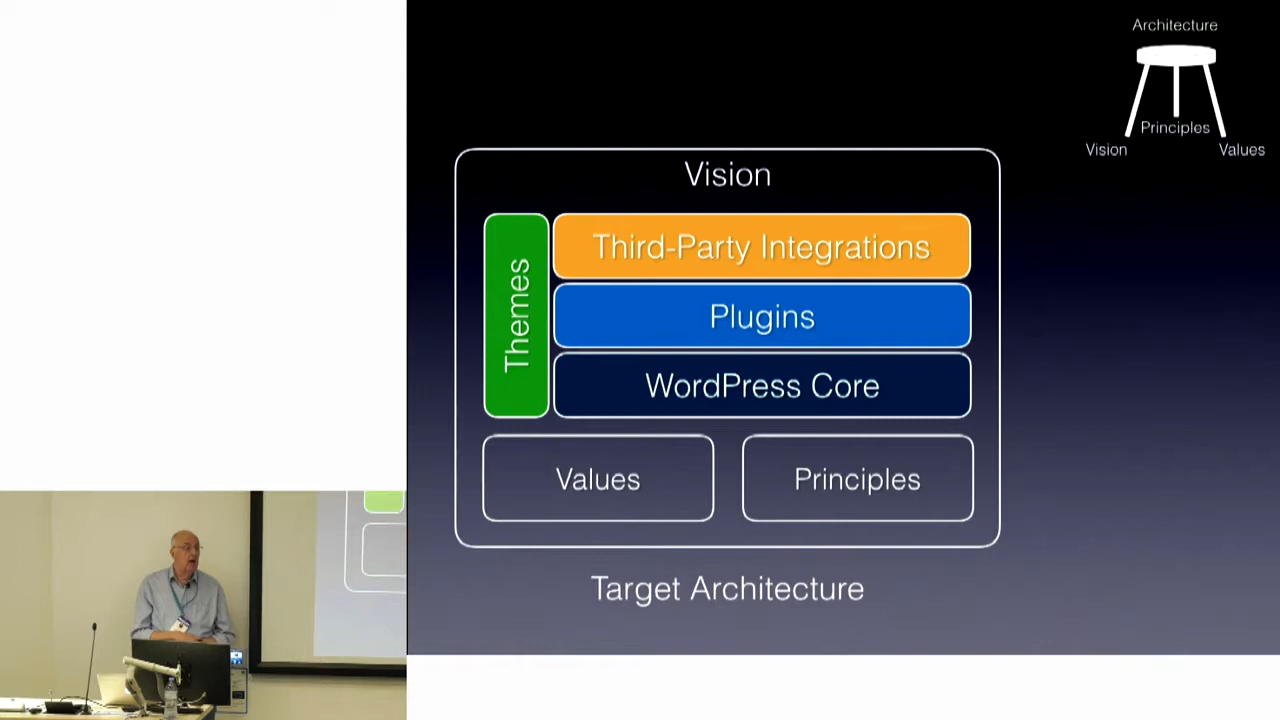 Architecture
Principles
Vision
Values
Vision
Themes
Third-Party Integrations
Plugins
WordPress Core
Values
Principles
Target Architecture